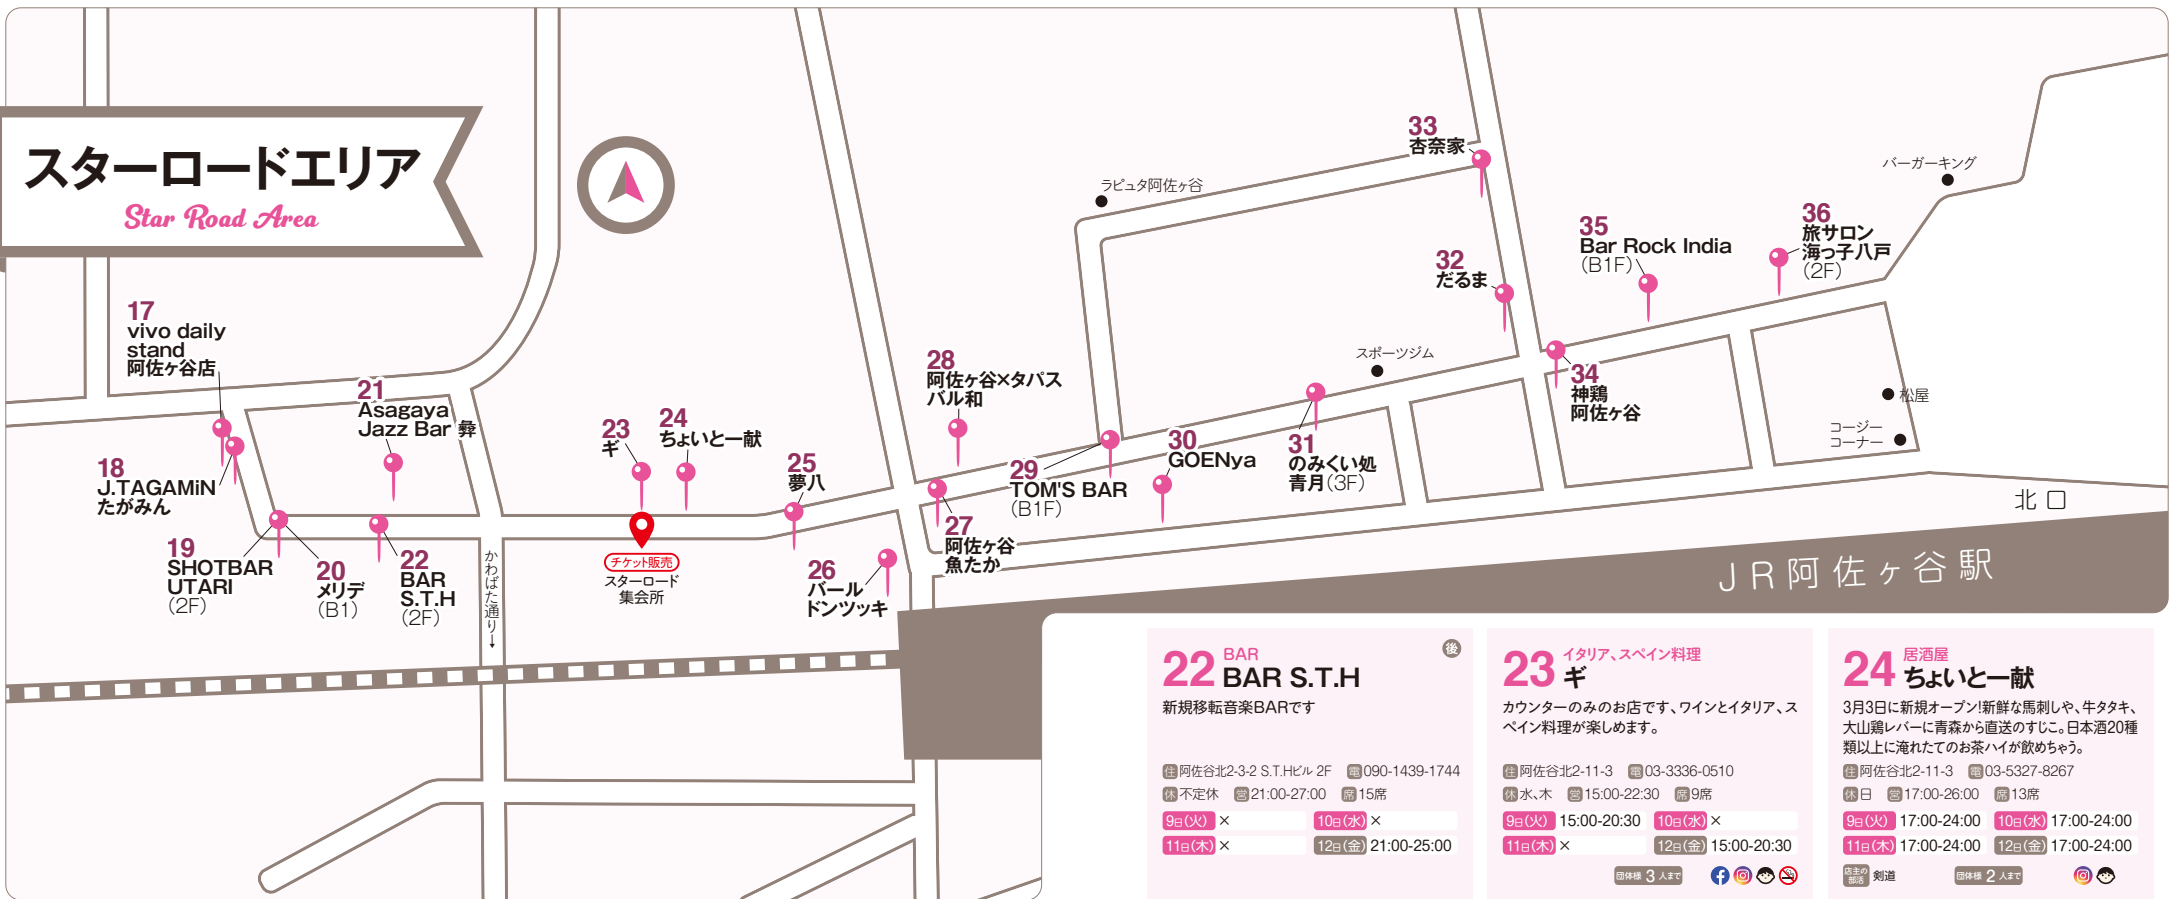 スターロードエリア
Star Road Area
17
vivo daily
stand
阿佐ヶ谷店
18
J.TAGAMiN
たがみん
19
SHOTBAR
UTARI
(2F)
20
メリデ
(B1)
21
Asagaya
Jazz Bar 彜
22
BAR
S.T.H
(2F)
かわばた通り→
23
ギ
24
ちょいと一献
チケット販売
スターロード
集会所
25
夢八
26
バール
ドンツッキ
27
阿佐ヶ谷
魚たか
28
阿佐ヶ谷×タパス
バル和
29
TOM'S BAR
(B1F)
30
GOENya
31
のみくい処
青月(3F)
スポーツジム
ラピュタ阿佐ヶ谷
32
だるま
33
杏奈家
34
神鶏
阿佐ヶ谷
35
Bar Rock India
(B1F)
36
旅サロン
海っ子八戸
(2F)
バーガーキング
松屋
コージー
コーナー
北口
JR阿佐ヶ谷駅
22 BAR
BAR S.T.H
後
新規移転音楽BARです
住 阿佐谷北2-3-2 S.T.Hビル 2F 電 090-1439-1744
休 不定休 営 21:00-27:00 席 15席
9日(火) × 10日(水) ×
11日(木) × 12日(金) 21:00-25:00
23 イタリア、スペイン料理
ギ
カウンターのみのお店です、ワインとイタリア、ス
ペイン料理が楽しめます。
住 阿佐谷北2-11-3 電 03-3336-0510
休 水、木 営 15:00-22:30 席 9席
9日(火) 15:00-20:30 10日(水) ×
11日(木) × 12日(金) 15:00-20:30
団体様 3 人まで
24 居酒屋
ちょいと一献
3月3日に新規オープン!新鮮な馬刺しや、牛タタキ、
大山鶏レバーに青森から直送のすじこ。日本酒20種
類以上に淹れたてのお茶ハイが飲めちゃう。
住 阿佐谷北2-11-3 電 03-5327-8267
休 日 営 17:00-26:00 席 13席
9日(火) 17:00-24:00 10日(水) 17:00-24:00
11日(木) 17:00-24:00 12日(金) 17:00-24:00
店主の部活 剣道 団体様 2 人まで